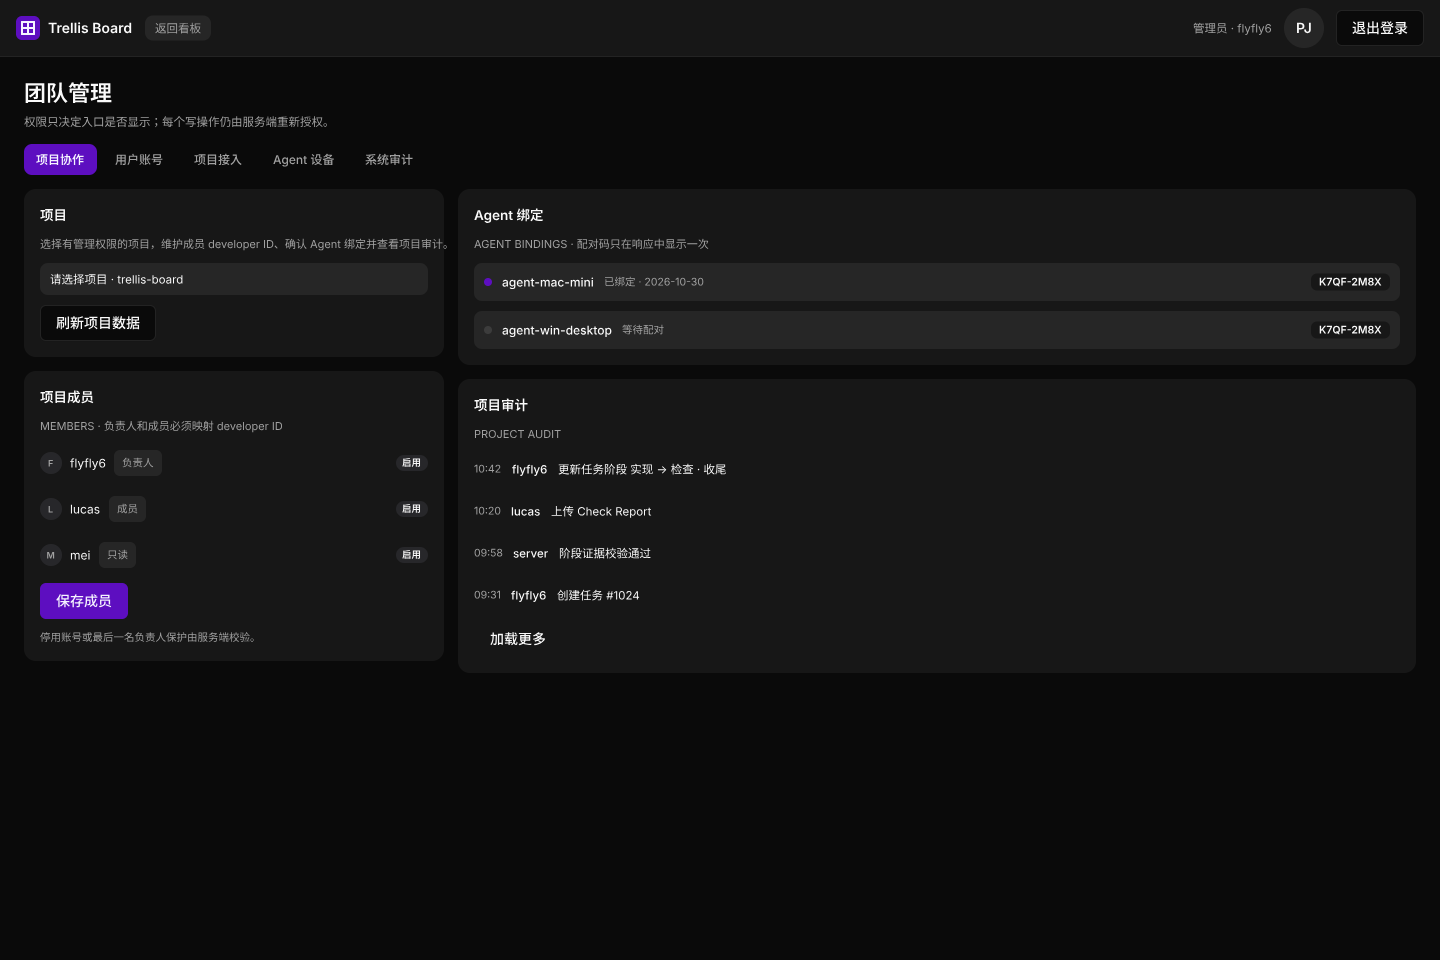 Trellis Board 返回看板
管理员 · flyfly6 PJ 退出登录
团队管理
权限只决定入口是否显示；每个写操作仍由服务端重新授权。
项目协作 用户账号 项目接入 Agent 设备 系统审计
项目
选择有管理权限的项目，维护成员 developer ID、确认 Agent 绑定并查看项目审计。
请选择项目 · trellis-board
刷新项目数据
项目成员
MEMBERS · 负责人和成员必须映射 developer ID
F flyfly6 负责人 启用
L lucas 成员 启用
M mei 只读 启用
保存成员
停用账号或最后一名负责人保护由服务端校验。
Agent 绑定
AGENT BINDINGS · 配对码只在响应中显示一次
agent-mac-mini 已绑定 · 2026-10-30 K7QF-2M8X
agent-win-desktop 等待配对 K7QF-2M8X
项目审计
PROJECT AUDIT
10:42 flyfly6 更新任务阶段 实现 → 检查 · 收尾
10:20 lucas 上传 Check Report
09:58 server 阶段证据校验通过
09:31 flyfly6 创建任务 #1024
加载更多